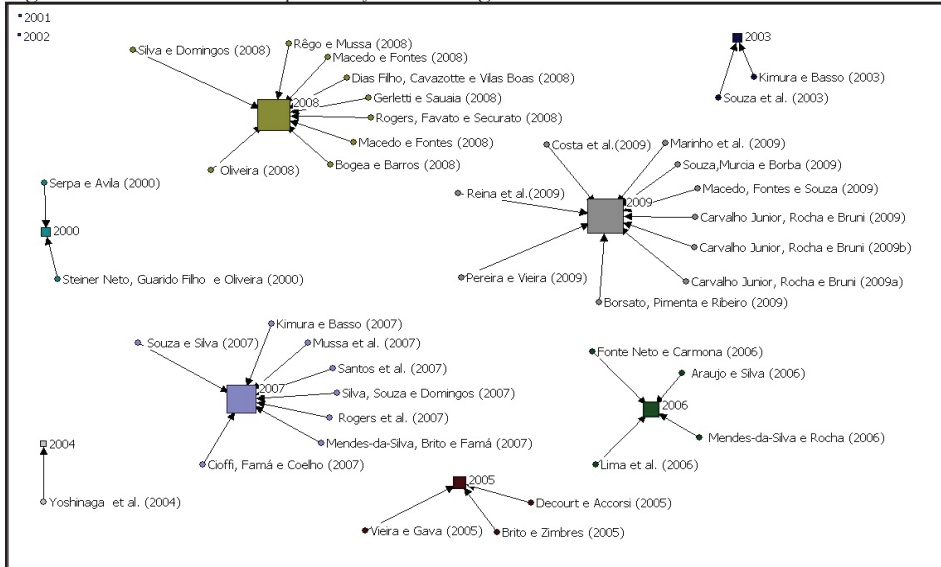 2001
2002
Silva e Domingos (2008)
Rêgo e Mussa (2008)
Macedo e Fontes (2008)
Dias Filho, Cavazotte e Vilas Boas (2008)
Gerletti e Sauaia (2008)
2008
Rogers, Favato e Securato (2008)
Macedo e Fontes (2008)
Bogea e Barros (2008)
Oliveira (2008)
2003
Kimura e Basso (2003)
Souza et al. (2003)
Serpa e Avila (2000)
2000
Steiner Neto, Guarido Filho e Oliveira (2000)
Costa et al.(2009)
Marinho et al. (2009)
Souza,Murcia e Borba (2009)
Reina et al.(2009)
Macedo, Fontes e Souza (2009)
2009
Carvalho Junior, Rocha e Bruni (2009)
Carvalho Junior, Rocha e Bruni (2009b)
Pereira e Vieira (2009)
Carvalho Junior, Rocha e Bruni (2009a)
Borsato, Pimenta e Ribeiro (2009)
Kimura e Basso (2007)
Souza e Silva (2007)
Mussa et al. (2007)
Santos et al. (2007)
2007
Silva, Souza e Domingos (2007)
Rogers et al. (2007)
Mendes-da-Silva, Brito e Famá (2007)
Cioffi, Famá e Coelho (2007)
Fonte Neto e Carmona (2006)
Araujo e Silva (2006)
2006
Mendes-da-Silva e Rocha (2006)
Lima et al. (2006)
2004
Yoshinaga et al. (2004)
2005
Decourt e Accorsi (2005)
Vieira e Gava (2005)
Brito e Zimbres (2005)